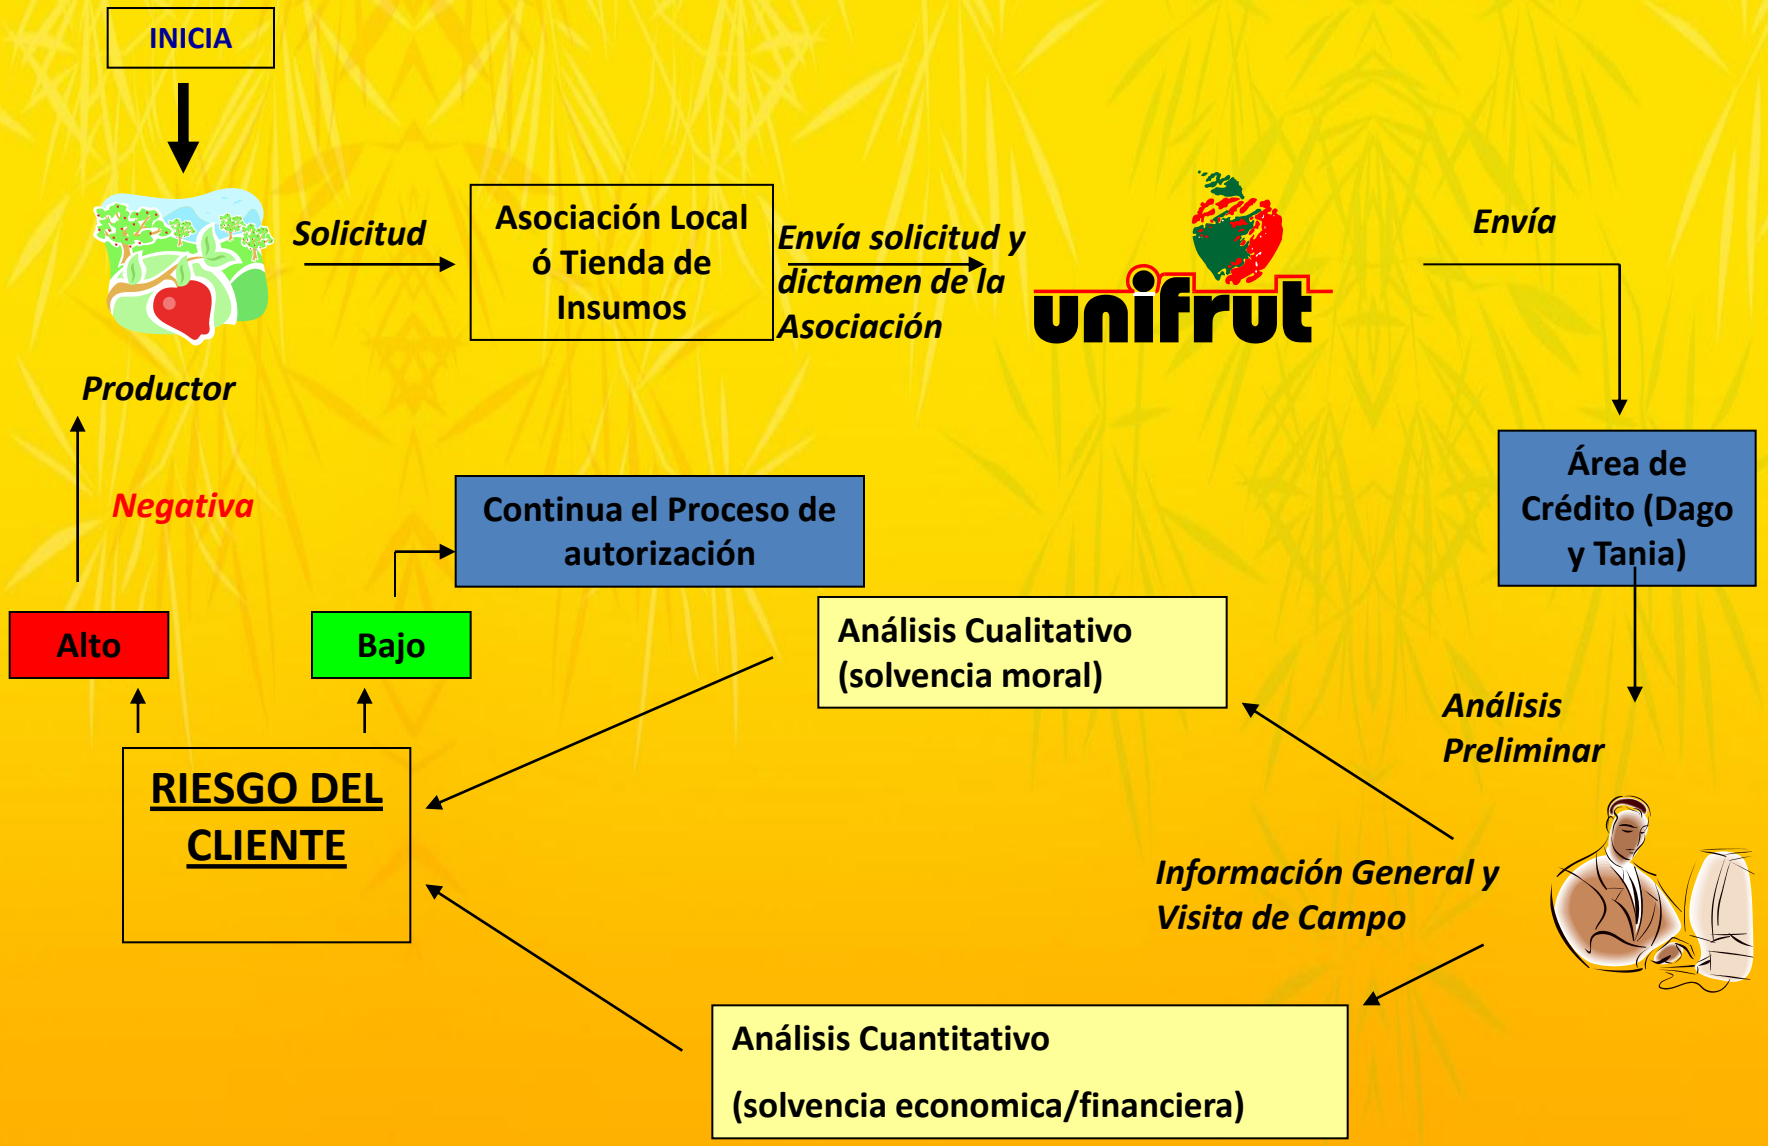 INICIA
Solicitud
Asociación Local
ó Tienda de
Insumos
Envía solicitud y
dictamen de la
Asociación
unifrut
Envía
Productor
Negativa
Continua el Proceso de
autorización
Área de
Crédito (Dago
y Tania)
Alto
Bajo
Análisis Cualitativo
(solvencia moral)
Análisis
Preliminar
RIESGO DEL
CLIENTE
Información General y
Visita de Campo
Análisis Cuantitativo
(solvencia economica/financiera)